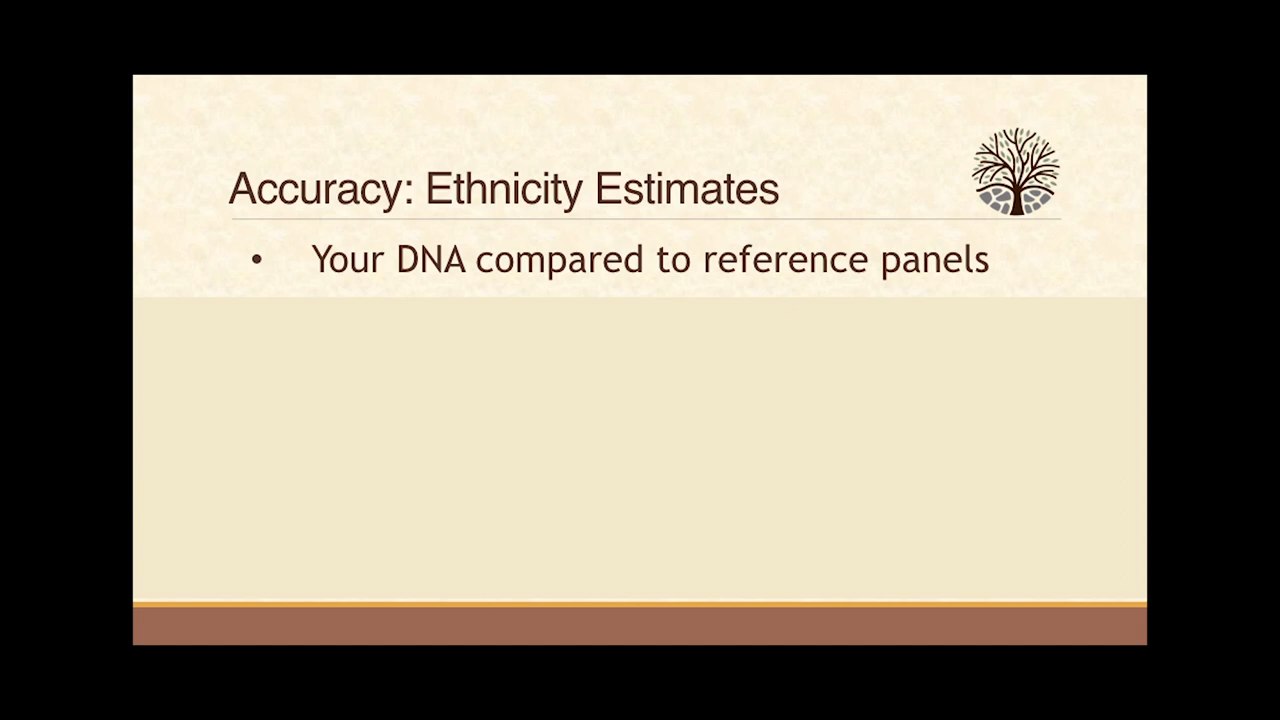 Accuracy: Ethnicity Estimates
• Your DNA compared to reference panels